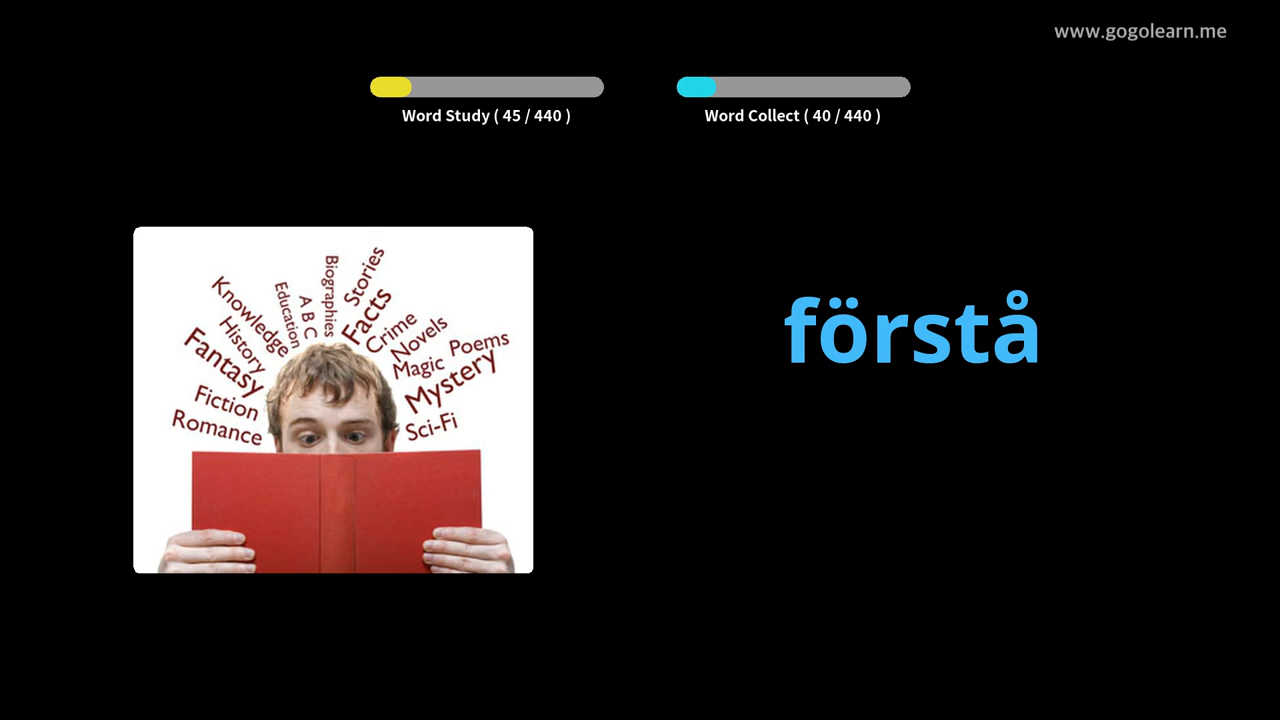 www.gogolearn.me
Word Study ( 45 / 440 )
Word Collect ( 40 / 440 )
Biographies
Stories
Education
A B C
Facts
Knowledge
Crime
History
Novels
Fantasy
Magic
Poems
Mystery
Fiction
Romance
Sci-Fi
förstå